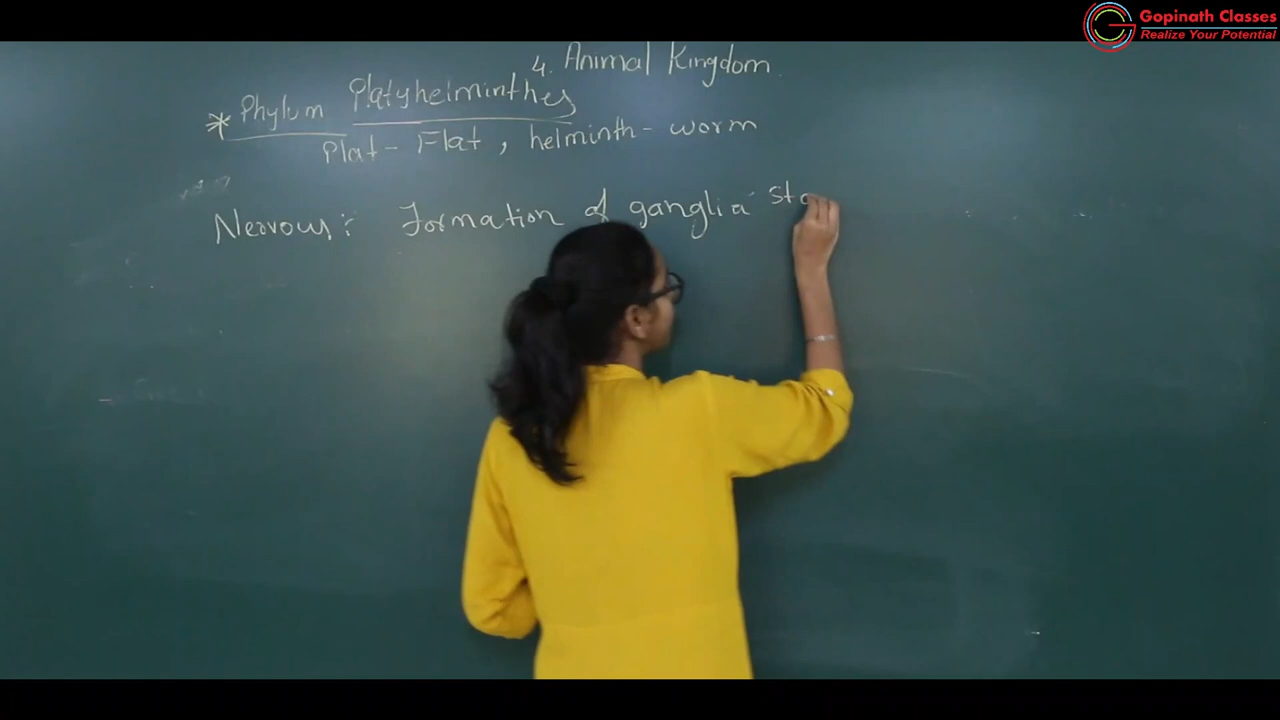 Gopinath Classes
Realize Your Potential
4. Animal Kingdom
* Phylum Platyhelminthes
Plat - Flat, helminth - worm
Nervous : Formation of ganglia